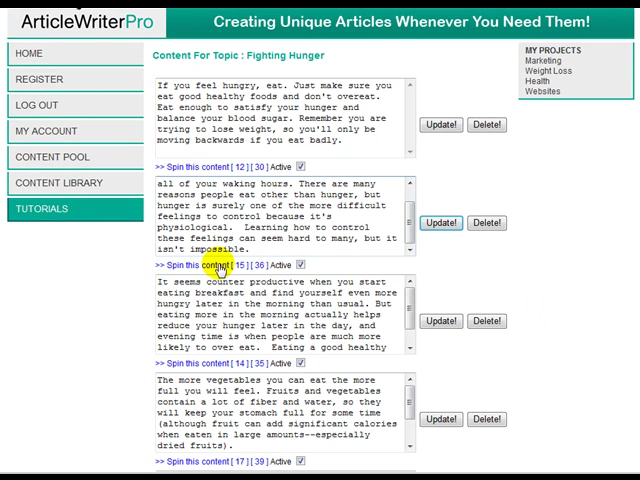 ArticleWriterPro
Creating Unique Articles Whenever You Need Them!
HOME
REGISTER
LOG OUT
MY ACCOUNT
CONTENT POOL
CONTENT LIBRARY
TUTORIALS
Content For Topic : Fighting Hunger
MY PROJECTS
Marketing
Weight Loss
Health
Websites
If you feel hungry, eat. Just make sure you
eat good healthy foods and don't overeat.
Eat enough to satisfy your hunger and
balance your blood sugar. Remember you are
trying to lose weight, so you'll only be
moving backwards if you eat badly.
Update! Delete!
>> Spin this content [ 12 ] [ 30 ] Active
all of your waking hours. There are many
reasons people eat other than hunger, but
hunger is surely one of the more difficult
feelings to control because it's
physiological. Learning how to control
these feelings can seem hard to many, but it
isn't impossible.
Update! Delete!
>> Spin this content [ 15 ] [ 36 ] Active
It seems counter productive when you start
eating breakfast and find yourself even more
hungry later in the morning than usual. But
eating more in the morning actually helps
reduce your hunger later in the day, and
evening time is when people are much more
likely to over eat. Eating a good healthy
Update! Delete!
>> Spin this content [ 14 ] [ 35 ] Active
The more vegetables you can eat the more
full you will feel. Fruits and vegetables
contain a lot of fiber and water, so they
will keep your stomach full for some time
(although fruit can add significant calories
when eaten in large amounts--especially
dried fruits).
Update! Delete!
>> Spin this content [ 17 ] [ 39 ] Active